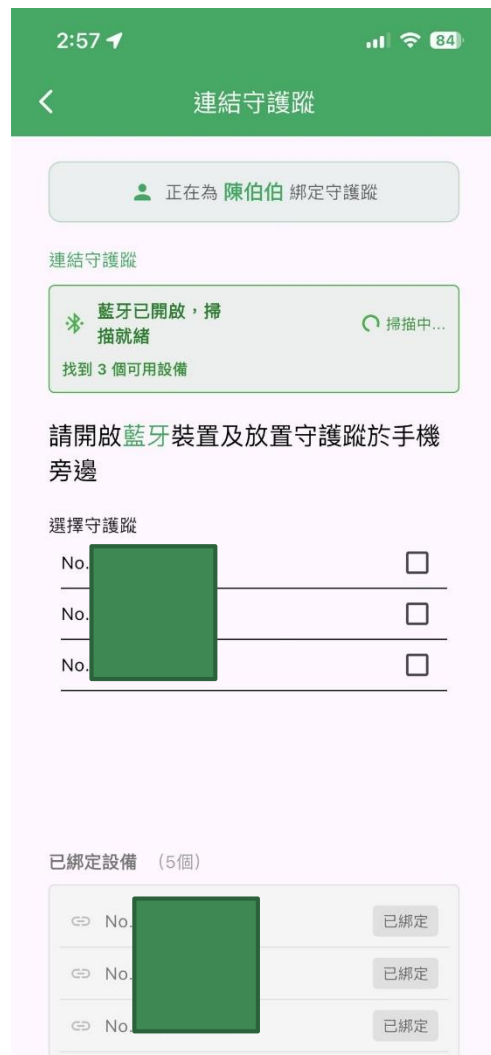 2:57
84
連結守護蹤
正在為 陳伯伯 綁定守護蹤
連結守護蹤
藍牙已開啟，掃
描就緒
掃描中...
找到 3 個可用設備
請開啟藍牙裝置及放置守護蹤於手機
旁邊
選擇守護蹤
No.
No.
No.
已綁定設備 （5個）
No.
已綁定
No.
已綁定
No.
已綁定